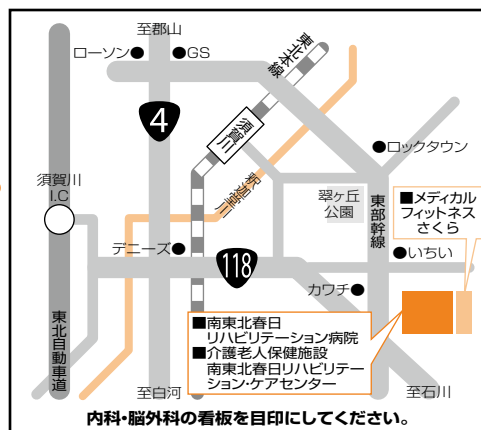 至郡山
ローソン●
●GS
東北本線
4
須賀川
●ロックタウン
釈迦堂川
須賀川
I.C
翠ヶ丘
公園
東部幹線
■メディカル
フィットネス
さくら
デニーズ●
118
●いちい
カワチ●
東北自動車道
■南東北春日
リハビリテーション病院
■介護老人保健施設
南東北春日リハビリテー
ション・ケアセンター
至白河
至石川
内科・脳外科の看板を目印にしてください。